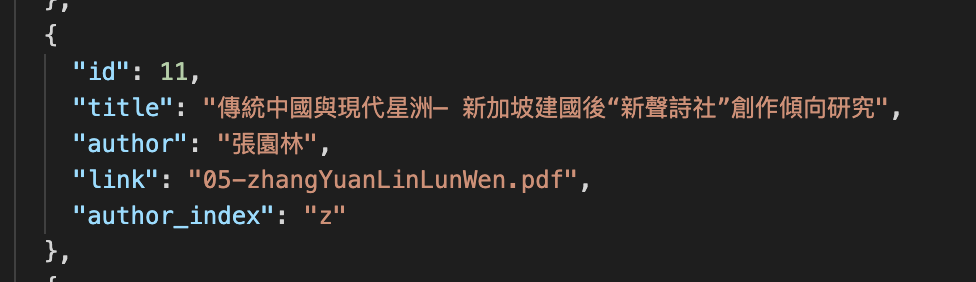 },
{
"id": 11,
"title": "傳統中國與現代星洲— 新加坡建國後“新聲詩社”創作傾向研究",
"author": "張園林",
"link": "05-zhangYuanLinLunWen.pdf",
"author_index": "z"
},
{